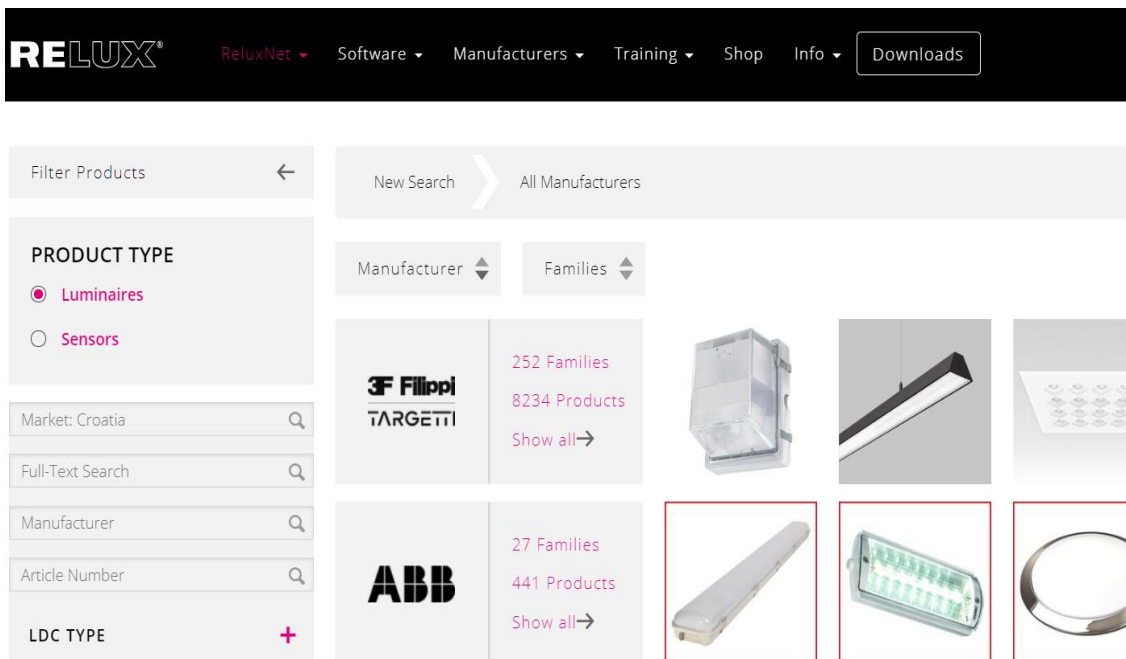 RELUX®
ReluxNet
Software
Manufacturers
Training
Shop
Info
Downloads
Filter Products
New Search
All Manufacturers
PRODUCT TYPE
Luminaires
Sensors
Market: Croatia
Full-Text Search
Manufacturer
Article Number
LDC TYPE
Manufacturer
Families
3F Filippi
TARGETTI
252 Families
8234 Products
Show all
ABB
27 Families
441 Products
Show all